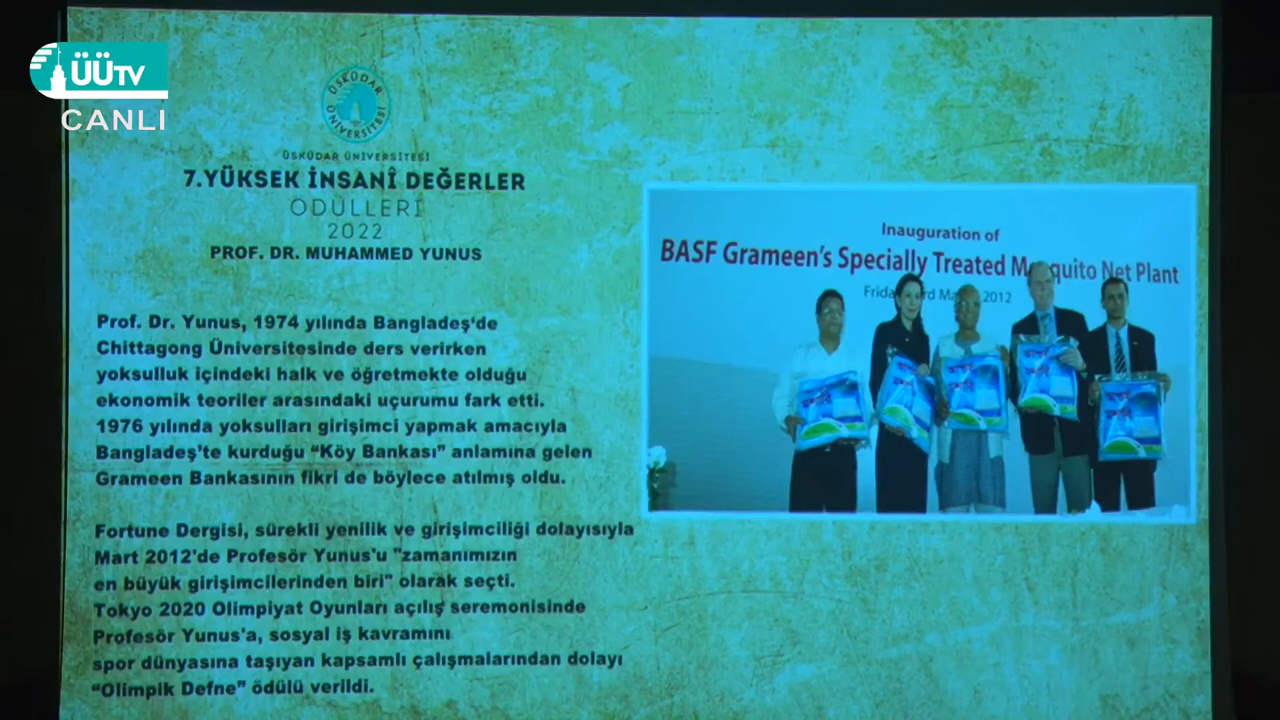 ÜÜTV
CANLI
ÜSKÜDAR ÜNİVERSİTESİ
ÜSKÜDAR ÜNİVERSİTESİ
7.YÜKSEK İNSANÎ DEĞERLER
ÖDÜLLERİ
2022
PROF. DR. MUHAMMED YUNUS
Prof. Dr. Yunus, 1974 yılında Bangladeş‘de
Chittagong Üniversitesinde ders verirken
yoksulluk içindeki halk ve öğretmekte olduğu
ekonomik teoriler arasındaki uçurumu fark etti.
1976 yılında yoksulları girişimci yapmak amacıyla
Bangladeş’te kurduğu “Köy Bankası” anlamına gelen
Grameen Bankasının fikri de böylece atılmış oldu.
Fortune Dergisi, sürekli yenilik ve girişimciliği dolayısıyla
Mart 2012'de Profesör Yunus'u "zamanımızın
en büyük girişimcilerinden biri" olarak seçti.
Tokyo 2020 Olimpiyat Oyunları açılış seremonisinde
Profesör Yunus'a, sosyal iş kavramını
spor dünyasına taşıyan kapsamlı çalışmalarından dolayı
“Olimpik Defne” ödülü verildi.
Inauguration of
BASF Grameen's Specially Treated Mosquito Net Plant
2012